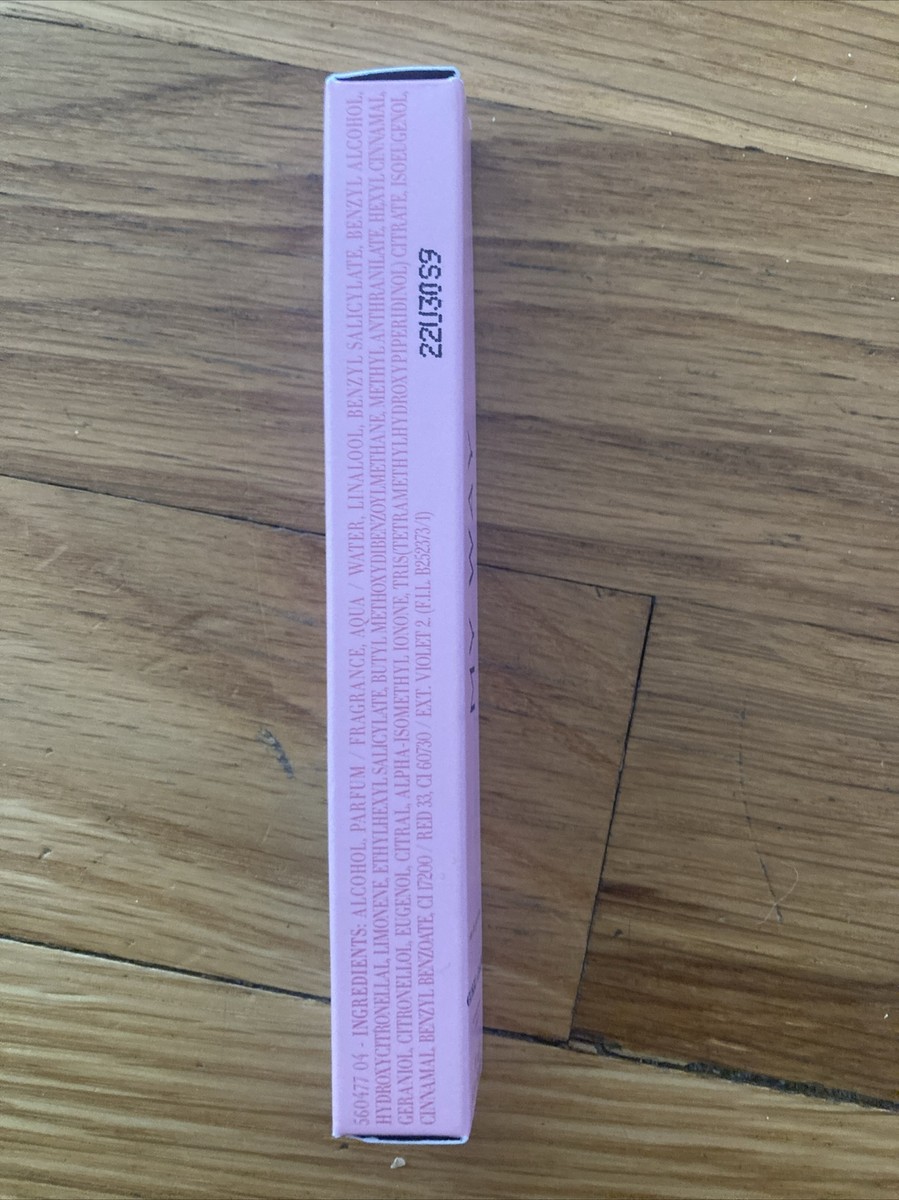 560477 04 - INGREDIENTS: ALCOHOL, PARFUM / FRAGRANCE, AQUA / WATER, LINALOOL, BENZYL SALICYLATE, BENZYL ALCOHOL,
HYDROXYCITRONELLAL, LIMONENE, ETHYLHEXYL SALICYLATE, BUTYL METHOXYDIBENZOYLMETHANE, METHYL ANTHRANILATE, HEXYL CINNAMAL,
GERANIOL, CITRONELLOL, EUGENOL, CITRAL, ALPHA-ISOMETHYL IONONE, TRIS(TETRAMETHYLHYDROXYPIPERIDINOL) CITRATE, ISOEUGENOL,
CINNAMAL, BENZYL BENZOATE, CI 17200 / RED 33, CI 60730 / EXT. VIOLET 2. (F.I.L. B252373/1)
22U30S9
MY WAY